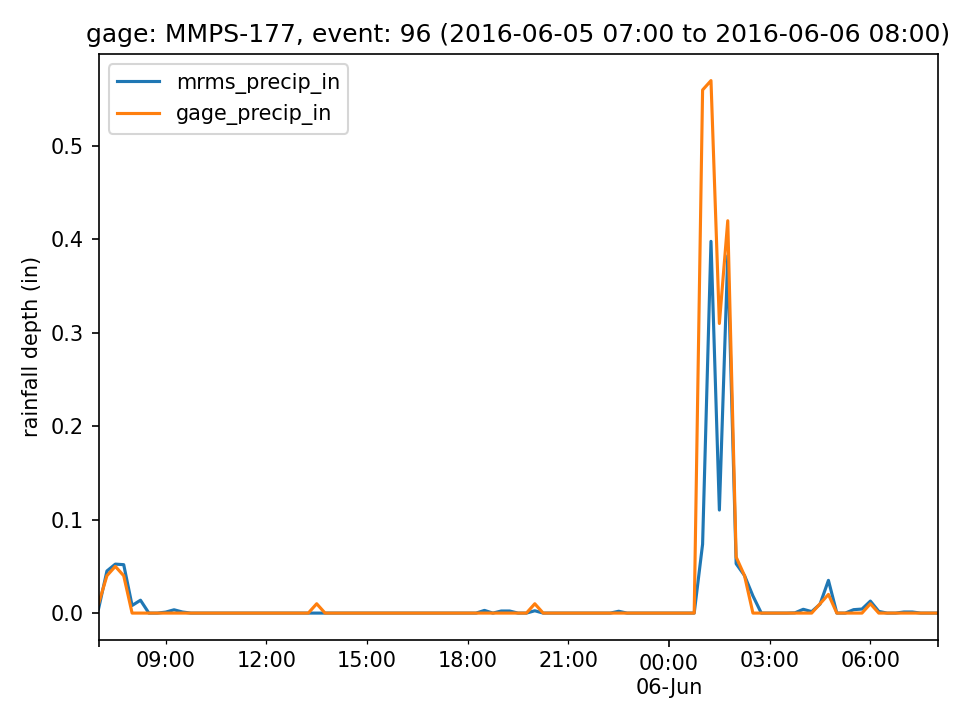 gage: MMPS-177, event: 96 (2016-06-05 07:00 to 2016-06-06 08:00)
mrms_precip_in
gage_precip_in
rainfall depth (in)
0.5
0.4
0.3
0.2
0.1
0.0
09:00 12:00 15:00 18:00 21:00 00:00 03:00 06:00
06-Jun